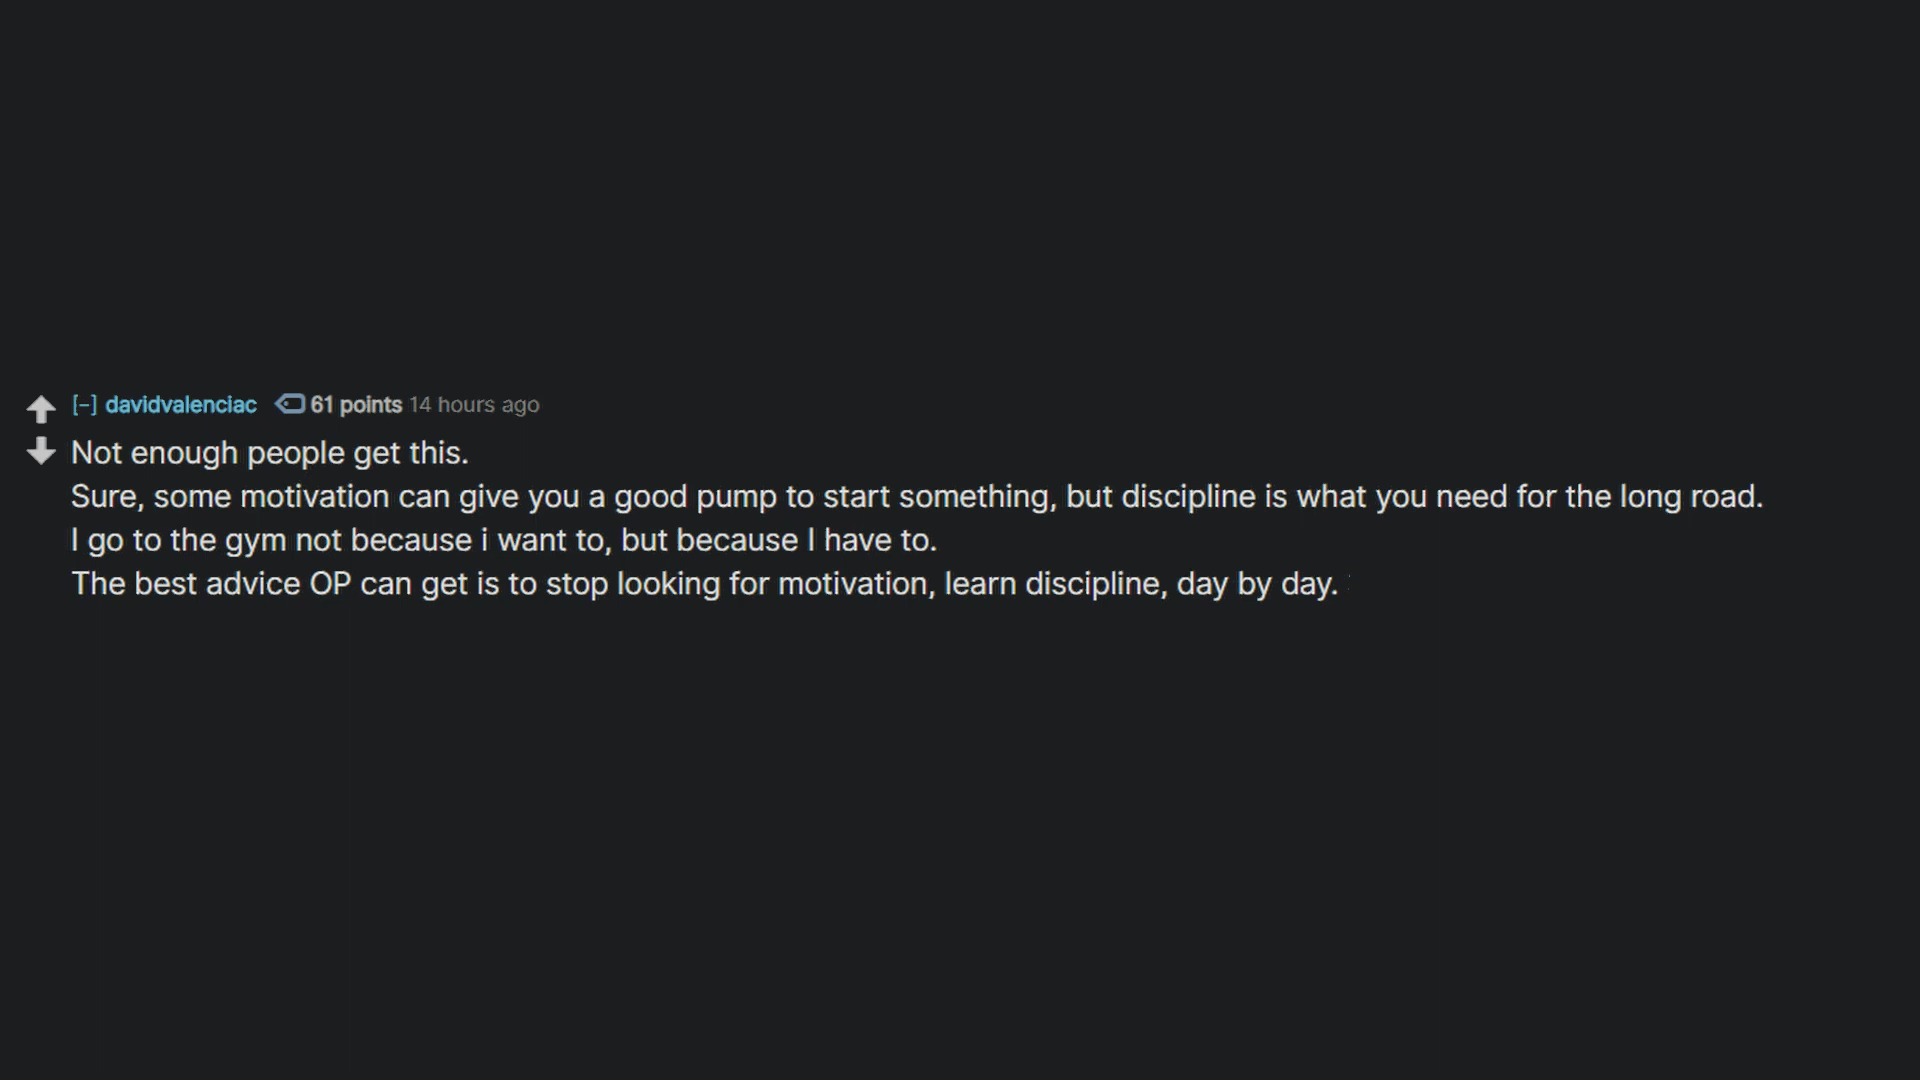 [–] davidvalenciac 61 points 14 hours ago
Not enough people get this.
Sure, some motivation can give you a good pump to start something, but discipline is what you need for the long road.
I go to the gym not because i want to, but because I have to.
The best advice OP can get is to stop looking for motivation, learn discipline, day by day.